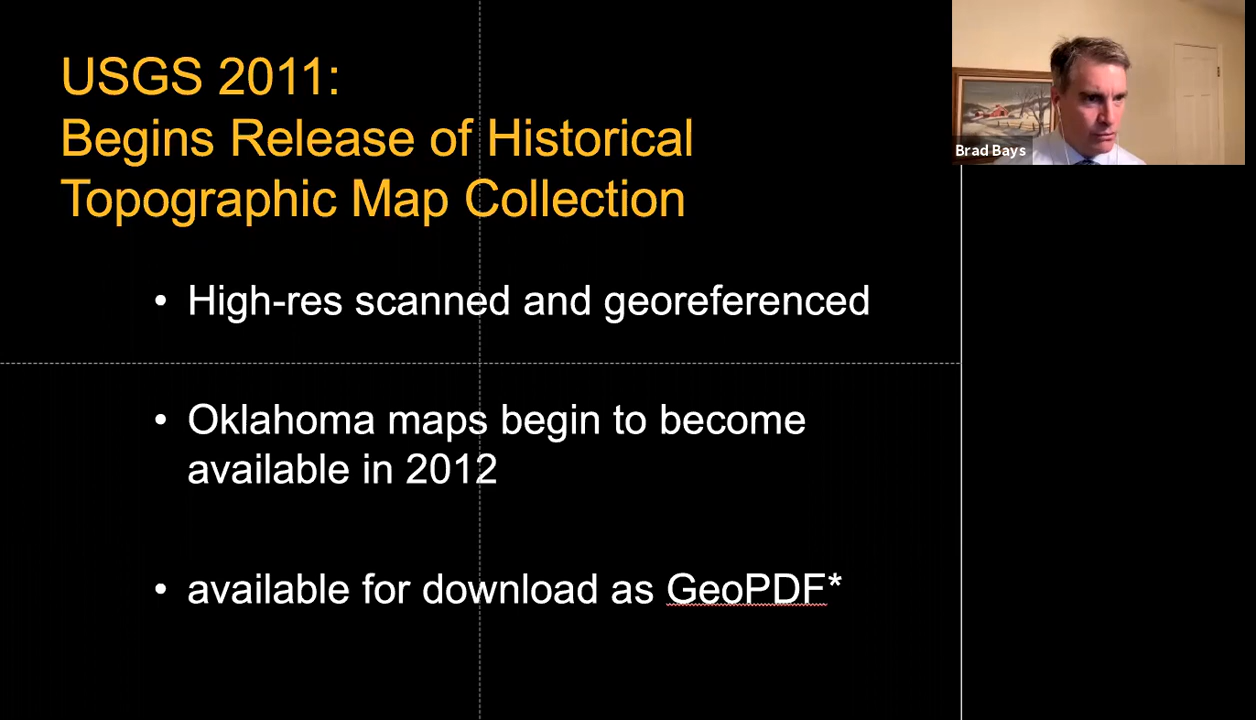 USGS 2011:
Begins Release of Historical
Topographic Map Collection
• High-res scanned and georeferenced
• Oklahoma maps begin to become
available in 2012
• available for download as GeoPDF*
Brad Bays